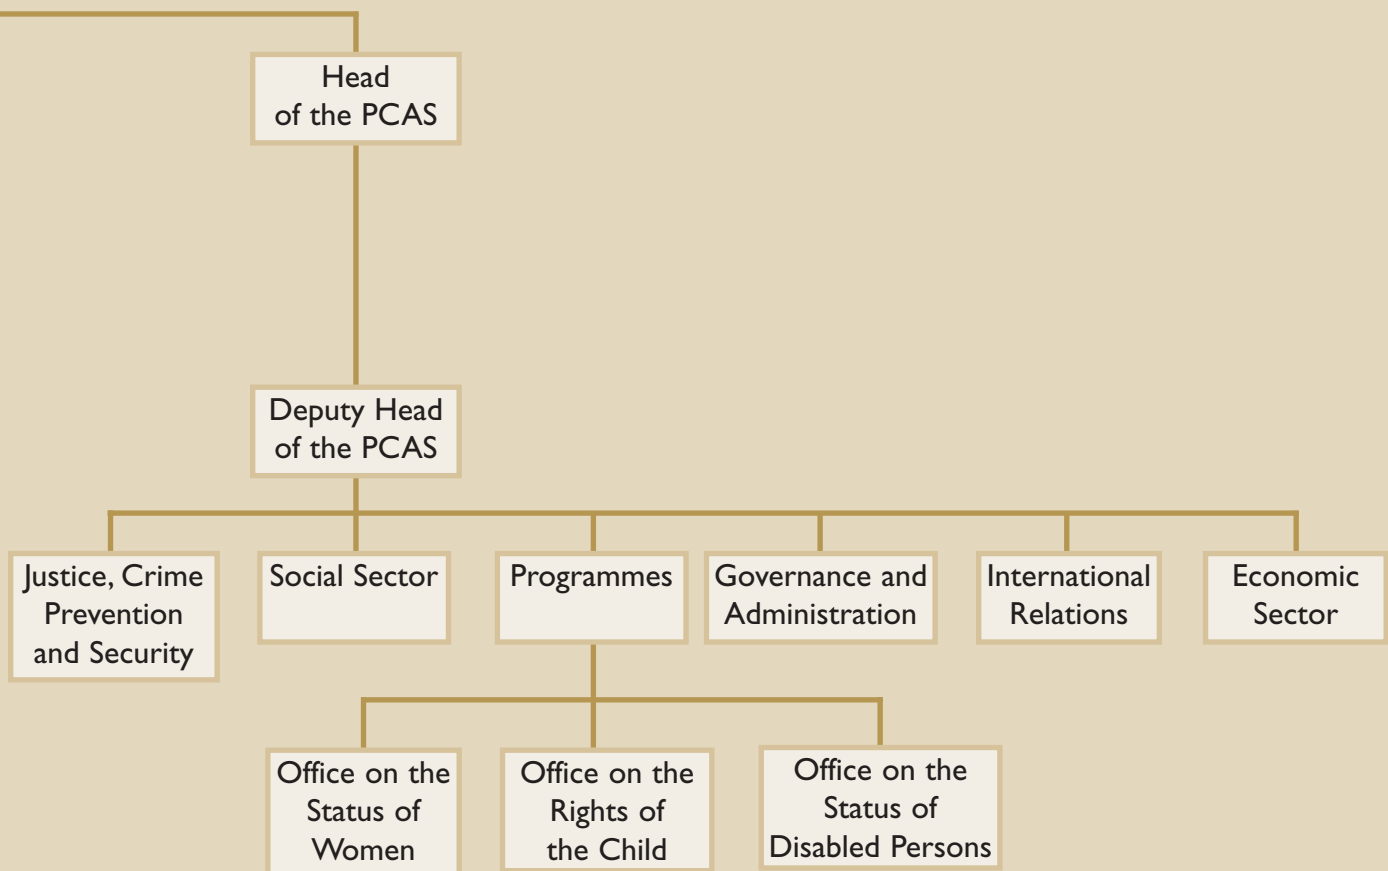 Head
of the PCAS
Deputy Head
of the PCAS
Justice, Crime
Prevention
and Security
Social Sector
Programmes
Governance and
Administration
International
Relations
Economic
Sector
Office on the
Status of
Women
Office on the
Rights of
the Child
Office on the
Status of
Disabled Persons